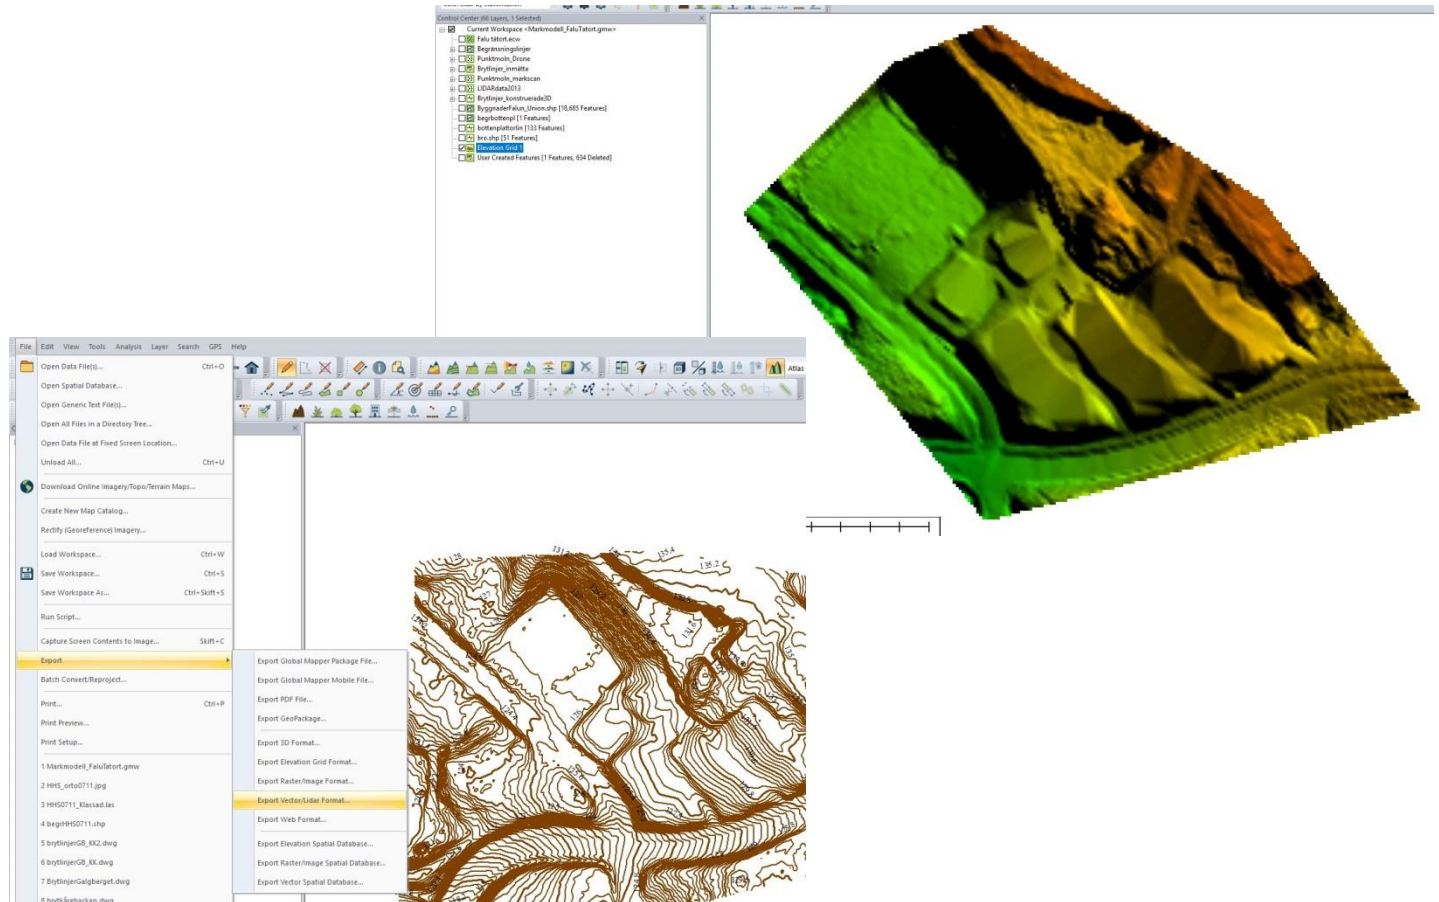 Control Center (66 Layers, 1 Selected)
Current Workspace <Markmodell_FaluTatort.gmw>
Falu tätort.ecw
Begränsningslinjer
Punktmoln_Drone
Brytlinjer_inmätta
Punktmoln_markscan
LIDARdata2013
Brytlinjer_konstruerade3D
ByggnaderFalun_Union.shp [18,685 Features]
begrbottenpl [1 Features]
bottenplattorlin [133 Features]
bro.shp [51 Features]
Elevation Grid 1
User Created Features [1 Features, 634 Deleted]
File Edit View Tools Analysis Layer Search GPS Help
Open Data File(s)... Ctrl+O
Atlas
Open Spatial Database...
Open Generic Text File(s)...
Open All Files in a Directory Tree...
Open Data File at Fixed Screen Location...
Unload All... Ctrl+U
Download Online Imagery/Topo/Terrain Maps...
Create New Map Catalog...
Rectify (Georeference) Imagery...
Load Workspace... Ctrl+W
Save Workspace... Ctrl+S
Save Workspace As... Ctrl+Skift+S
Run Script...
Capture Screen Contents to Image... Skift+C
Export
Batch Convert/Reproject...
Print... Ctrl+P
Print Preview...
Print Setup...
1 Markmodell_FaluTatort.gmw
2 HHS_orto0711.jpg
3 HHS0711_Klassad.las
4 begrHHS0711.shp
5 brytlinjerGB_KK2.dwg
6 brytlinjerGB_KK.dwg
7 BrytlinjerGalgberget.dwg
Export Global Mapper Package File...
Export Global Mapper Mobile File...
Export PDF File...
Export GeoPackage...
Export 3D Format...
Export Elevation Grid Format...
Export Raster/Image Format...
Export Vector/Lidar Format...
Export Web Format...
Export Elevation Spatial Database...
Export Raster/Image Spatial Database...
Export Vector Spatial Database...
128
135.4
135.2
127
126
124.4